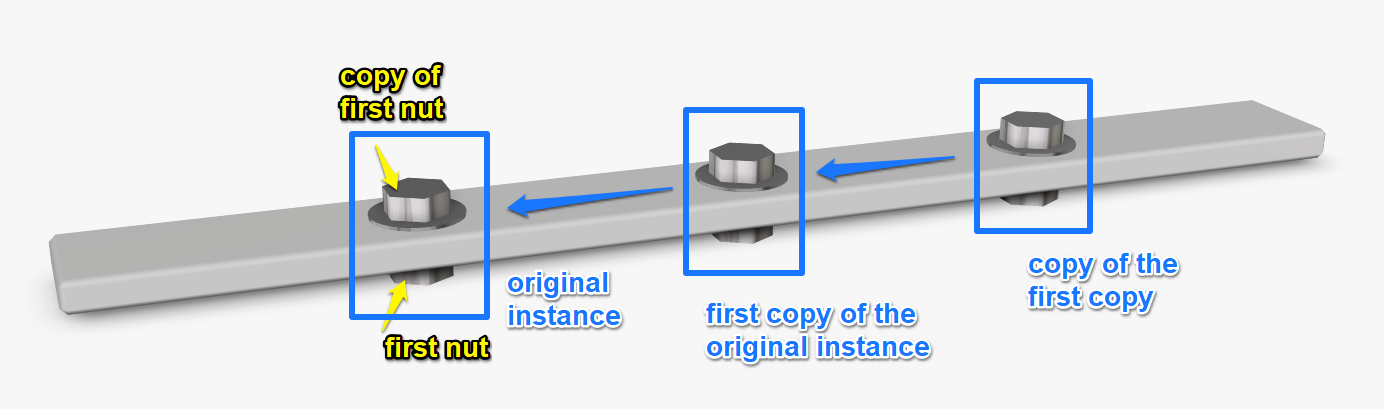 copy of
first nut
first nut
original
instance
first copy of the
original instance
copy of the
first copy